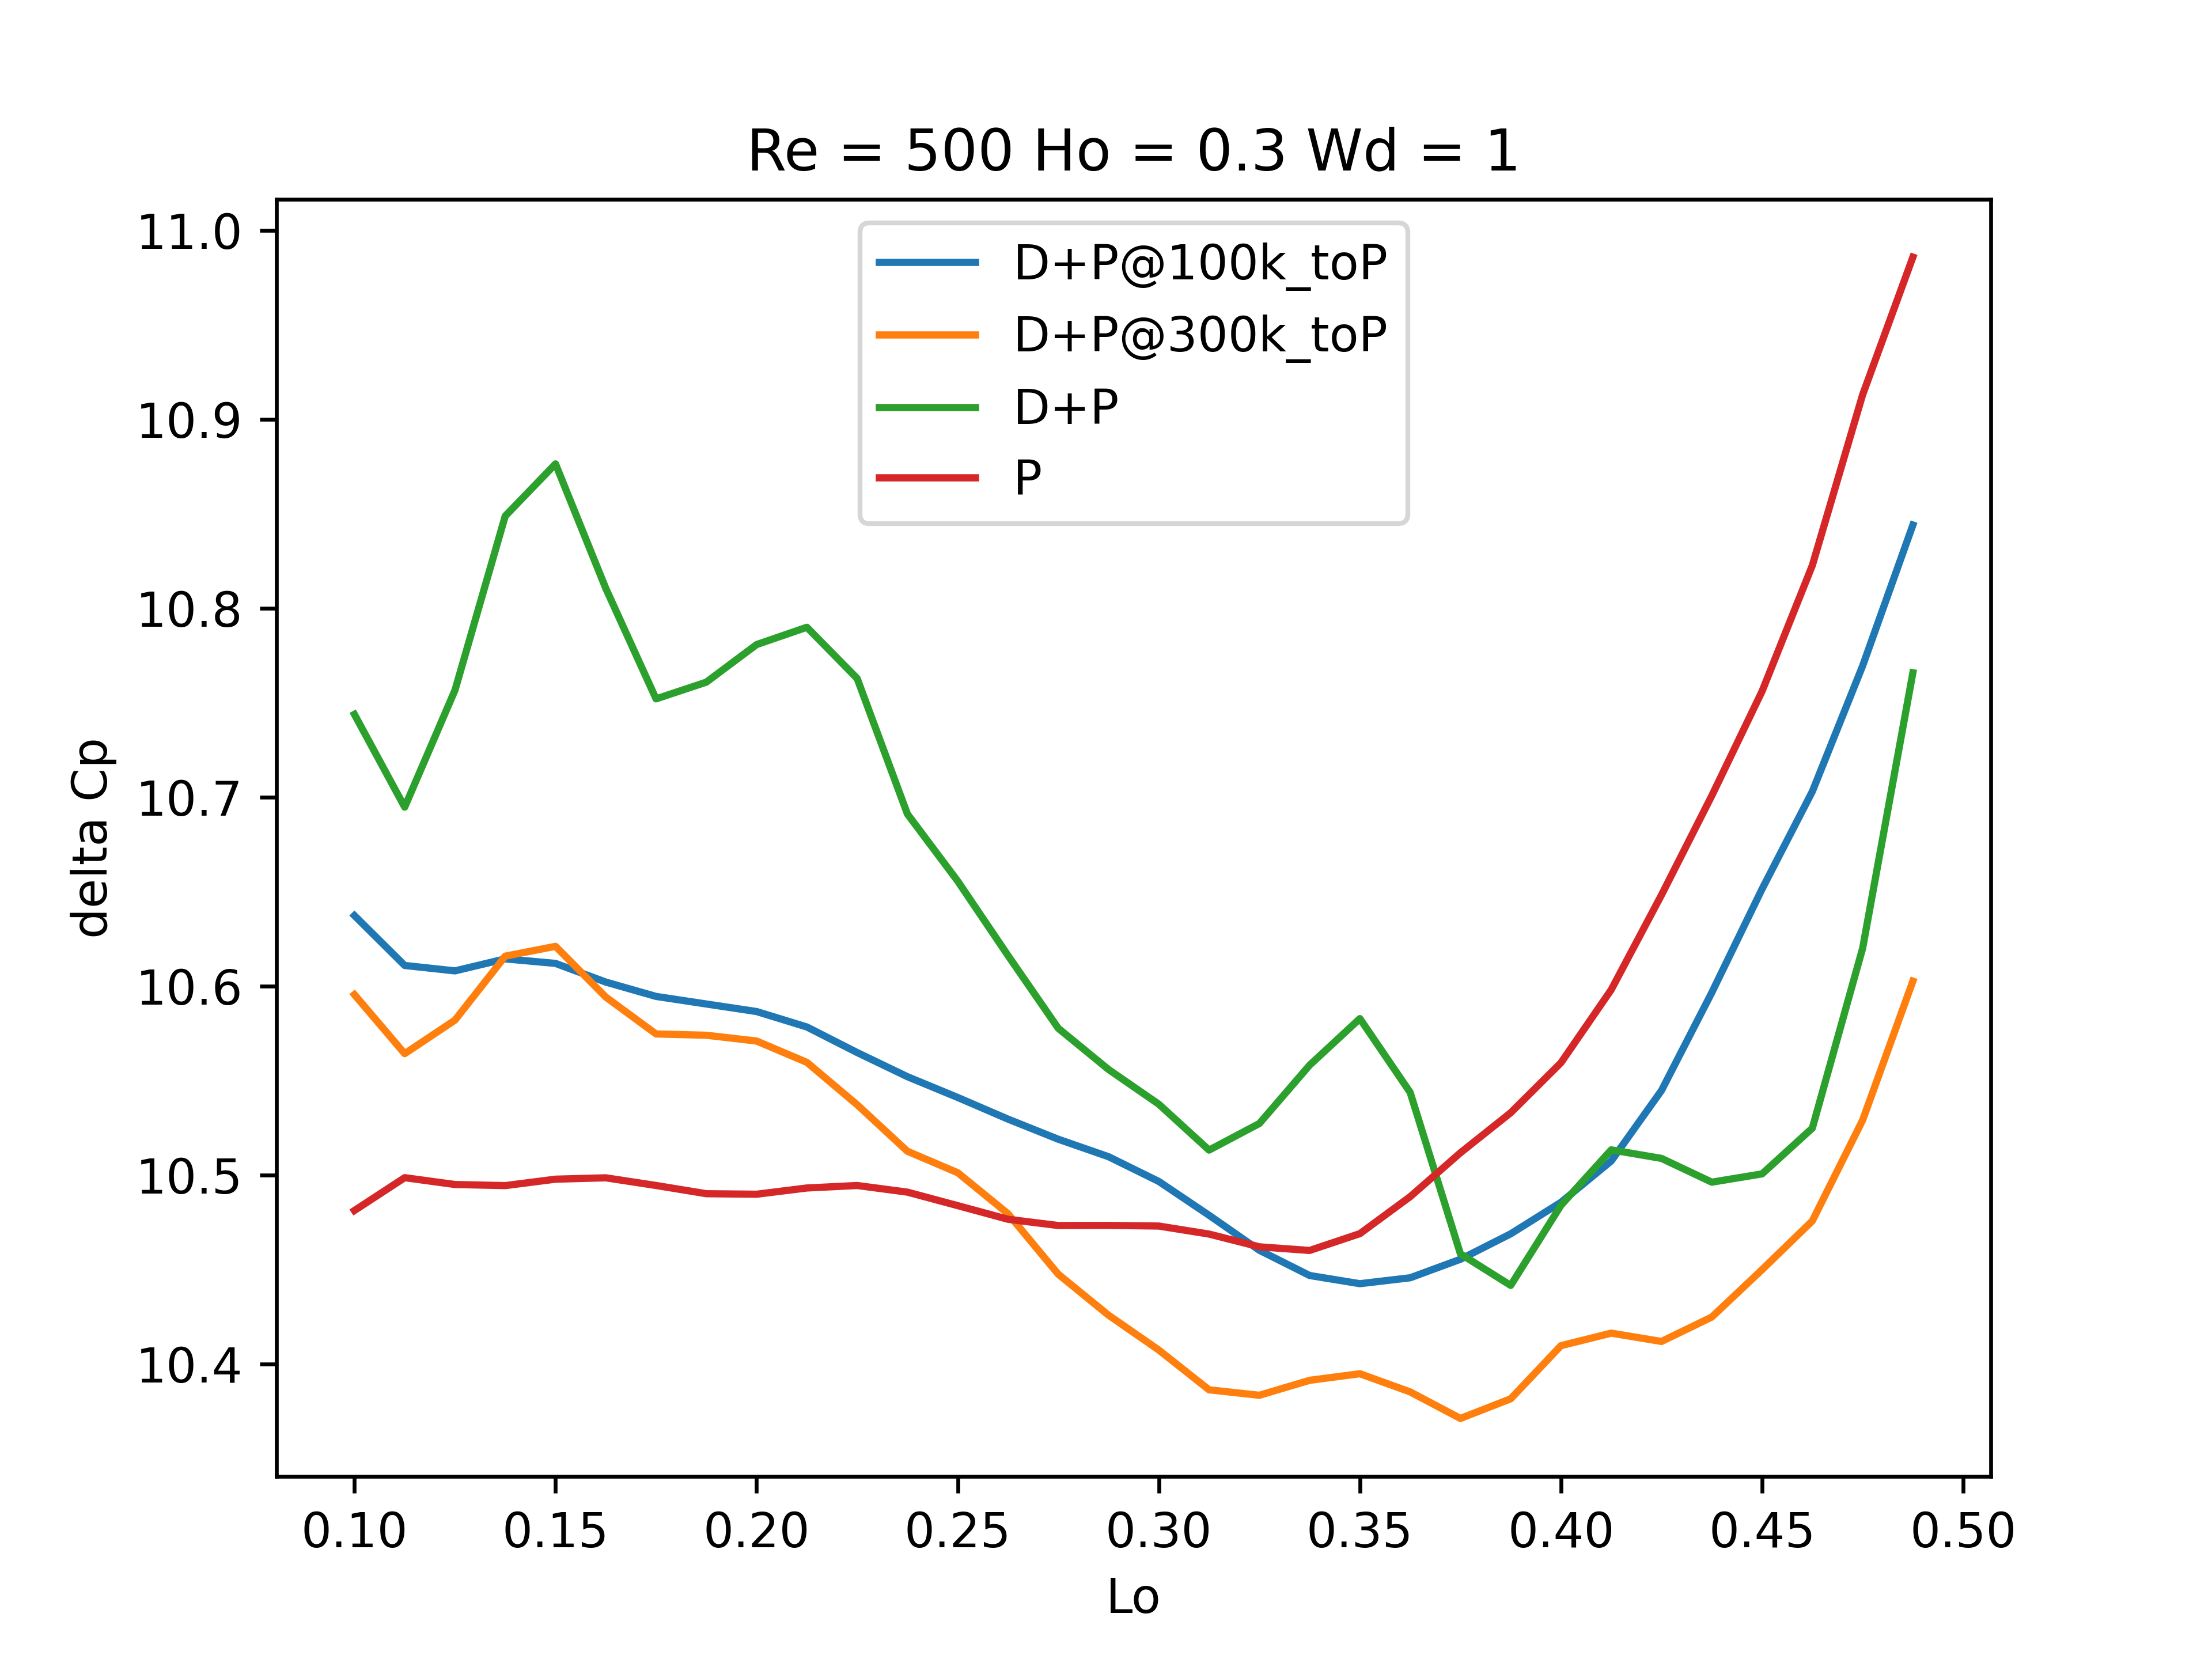 Re = 500 Ho = 0.3 Wd = 1
D+P@100k_toP
D+P@300k_toP
D+P
P
delta Cp
11.0
10.9
10.8
10.7
10.6
10.5
10.4
0.10 0.15 0.20 0.25 0.30 0.35 0.40 0.45 0.50
Lo